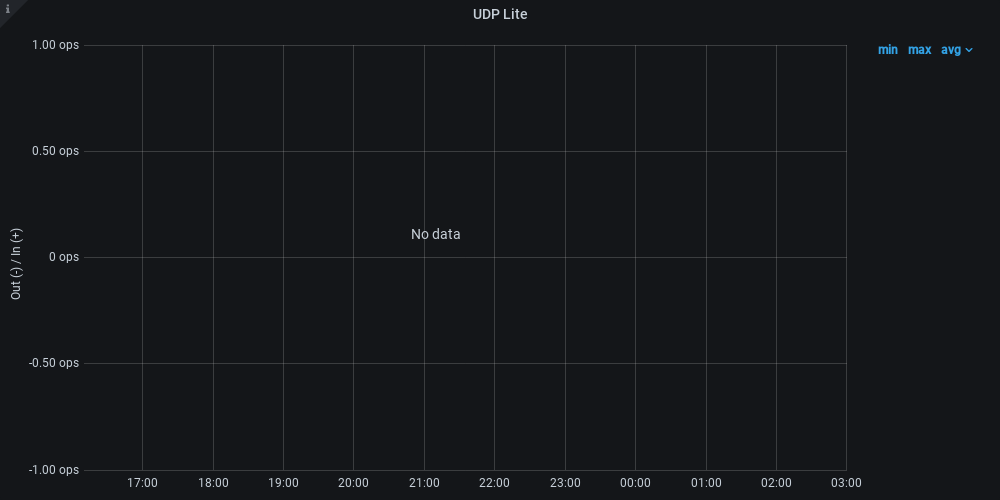 UDP Lite
min max avg
1.00 ops
0.50 ops
0 ops
-0.50 ops
-1.00 ops
Out (-) / In (+)
No data
17:00 18:00 19:00 20:00 21:00 22:00 23:00 00:00 01:00 02:00 03:00